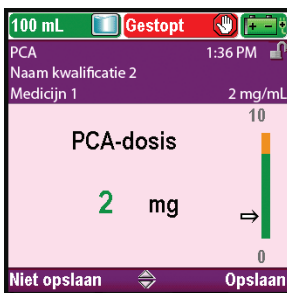 100 mL Gestopt
PCA 1:36 PM
Naam kwalificatie 2
Medicijn 1 2 mg/mL
10
PCA-dosis
2 mg
0
Niet opslaan Opslaan